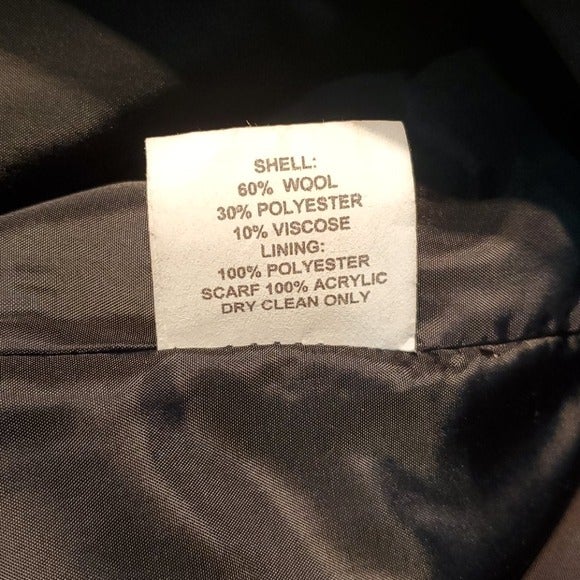 SHELL:
60% WOOL
30% POLYESTER
10% VISCOSE
LINING:
100% POLYESTER
SCARF 100% ACRYLIC
DRY CLEAN ONLY